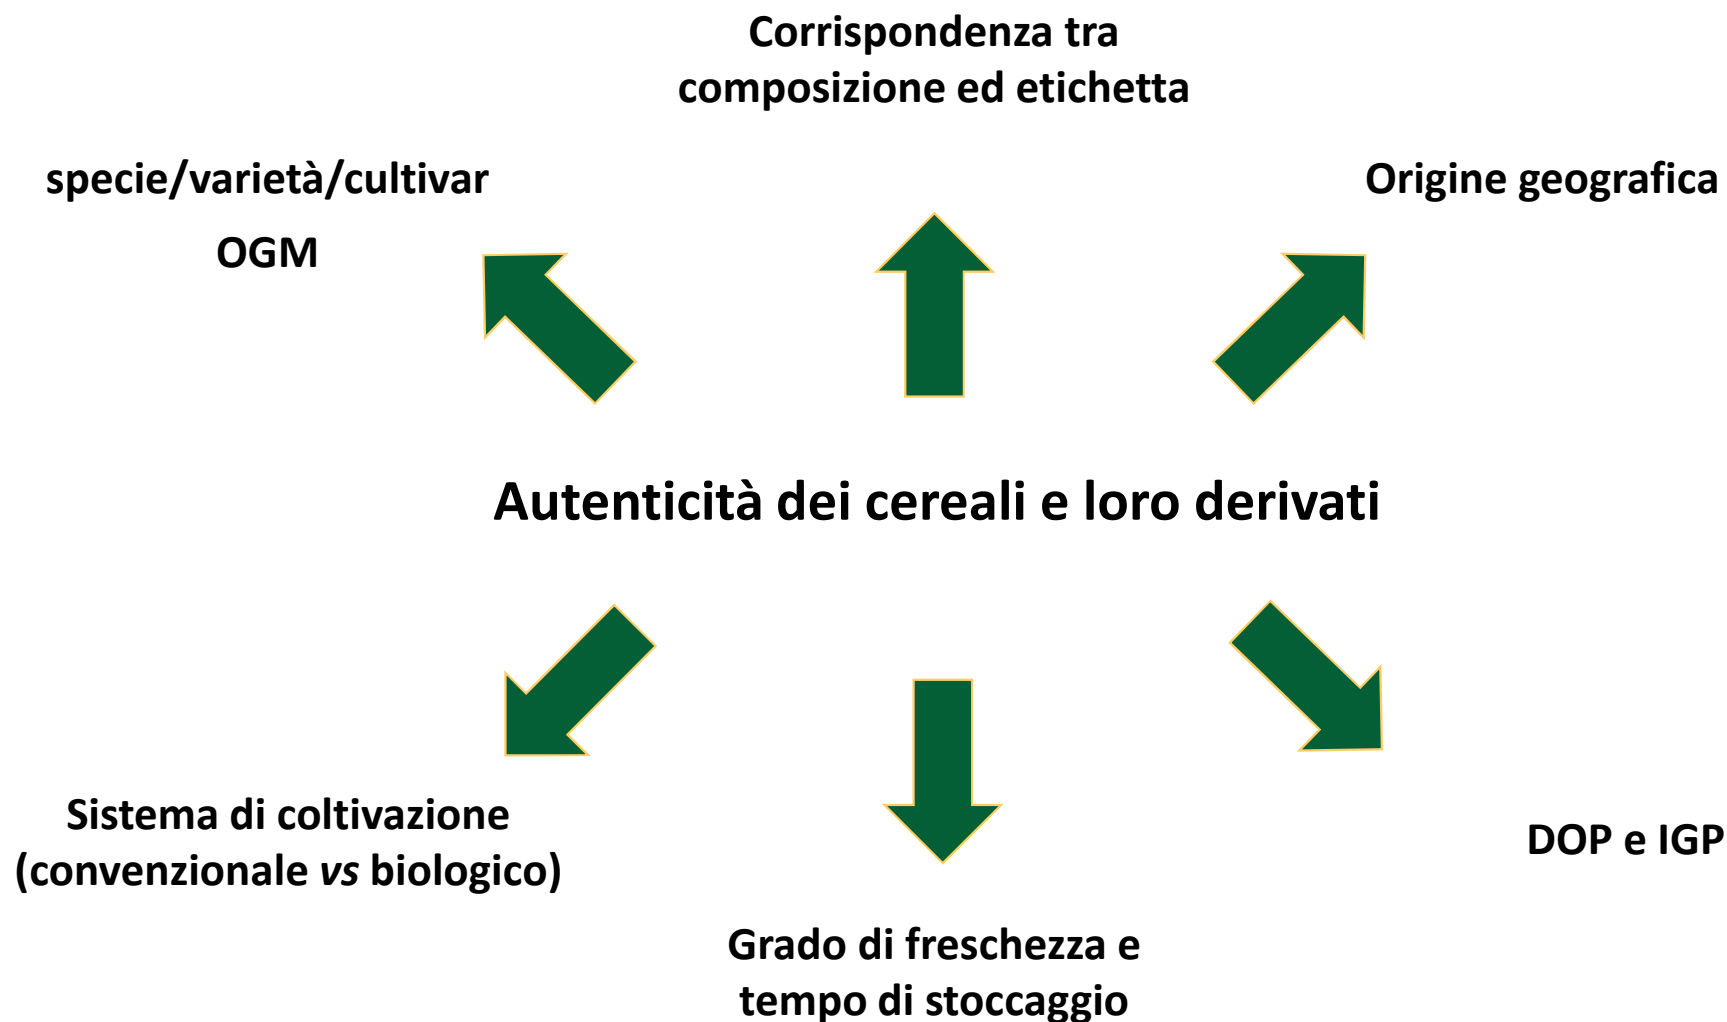 Corrispondenza tra
composizione ed etichetta
specie/varietà/cultivar
OGM
Origine geografica
Autenticità dei cereali e loro derivati
Sistema di coltivazione
(convenzionale vs biologico)
DOP e IGP
Grado di freschezza e
tempo di stoccaggio